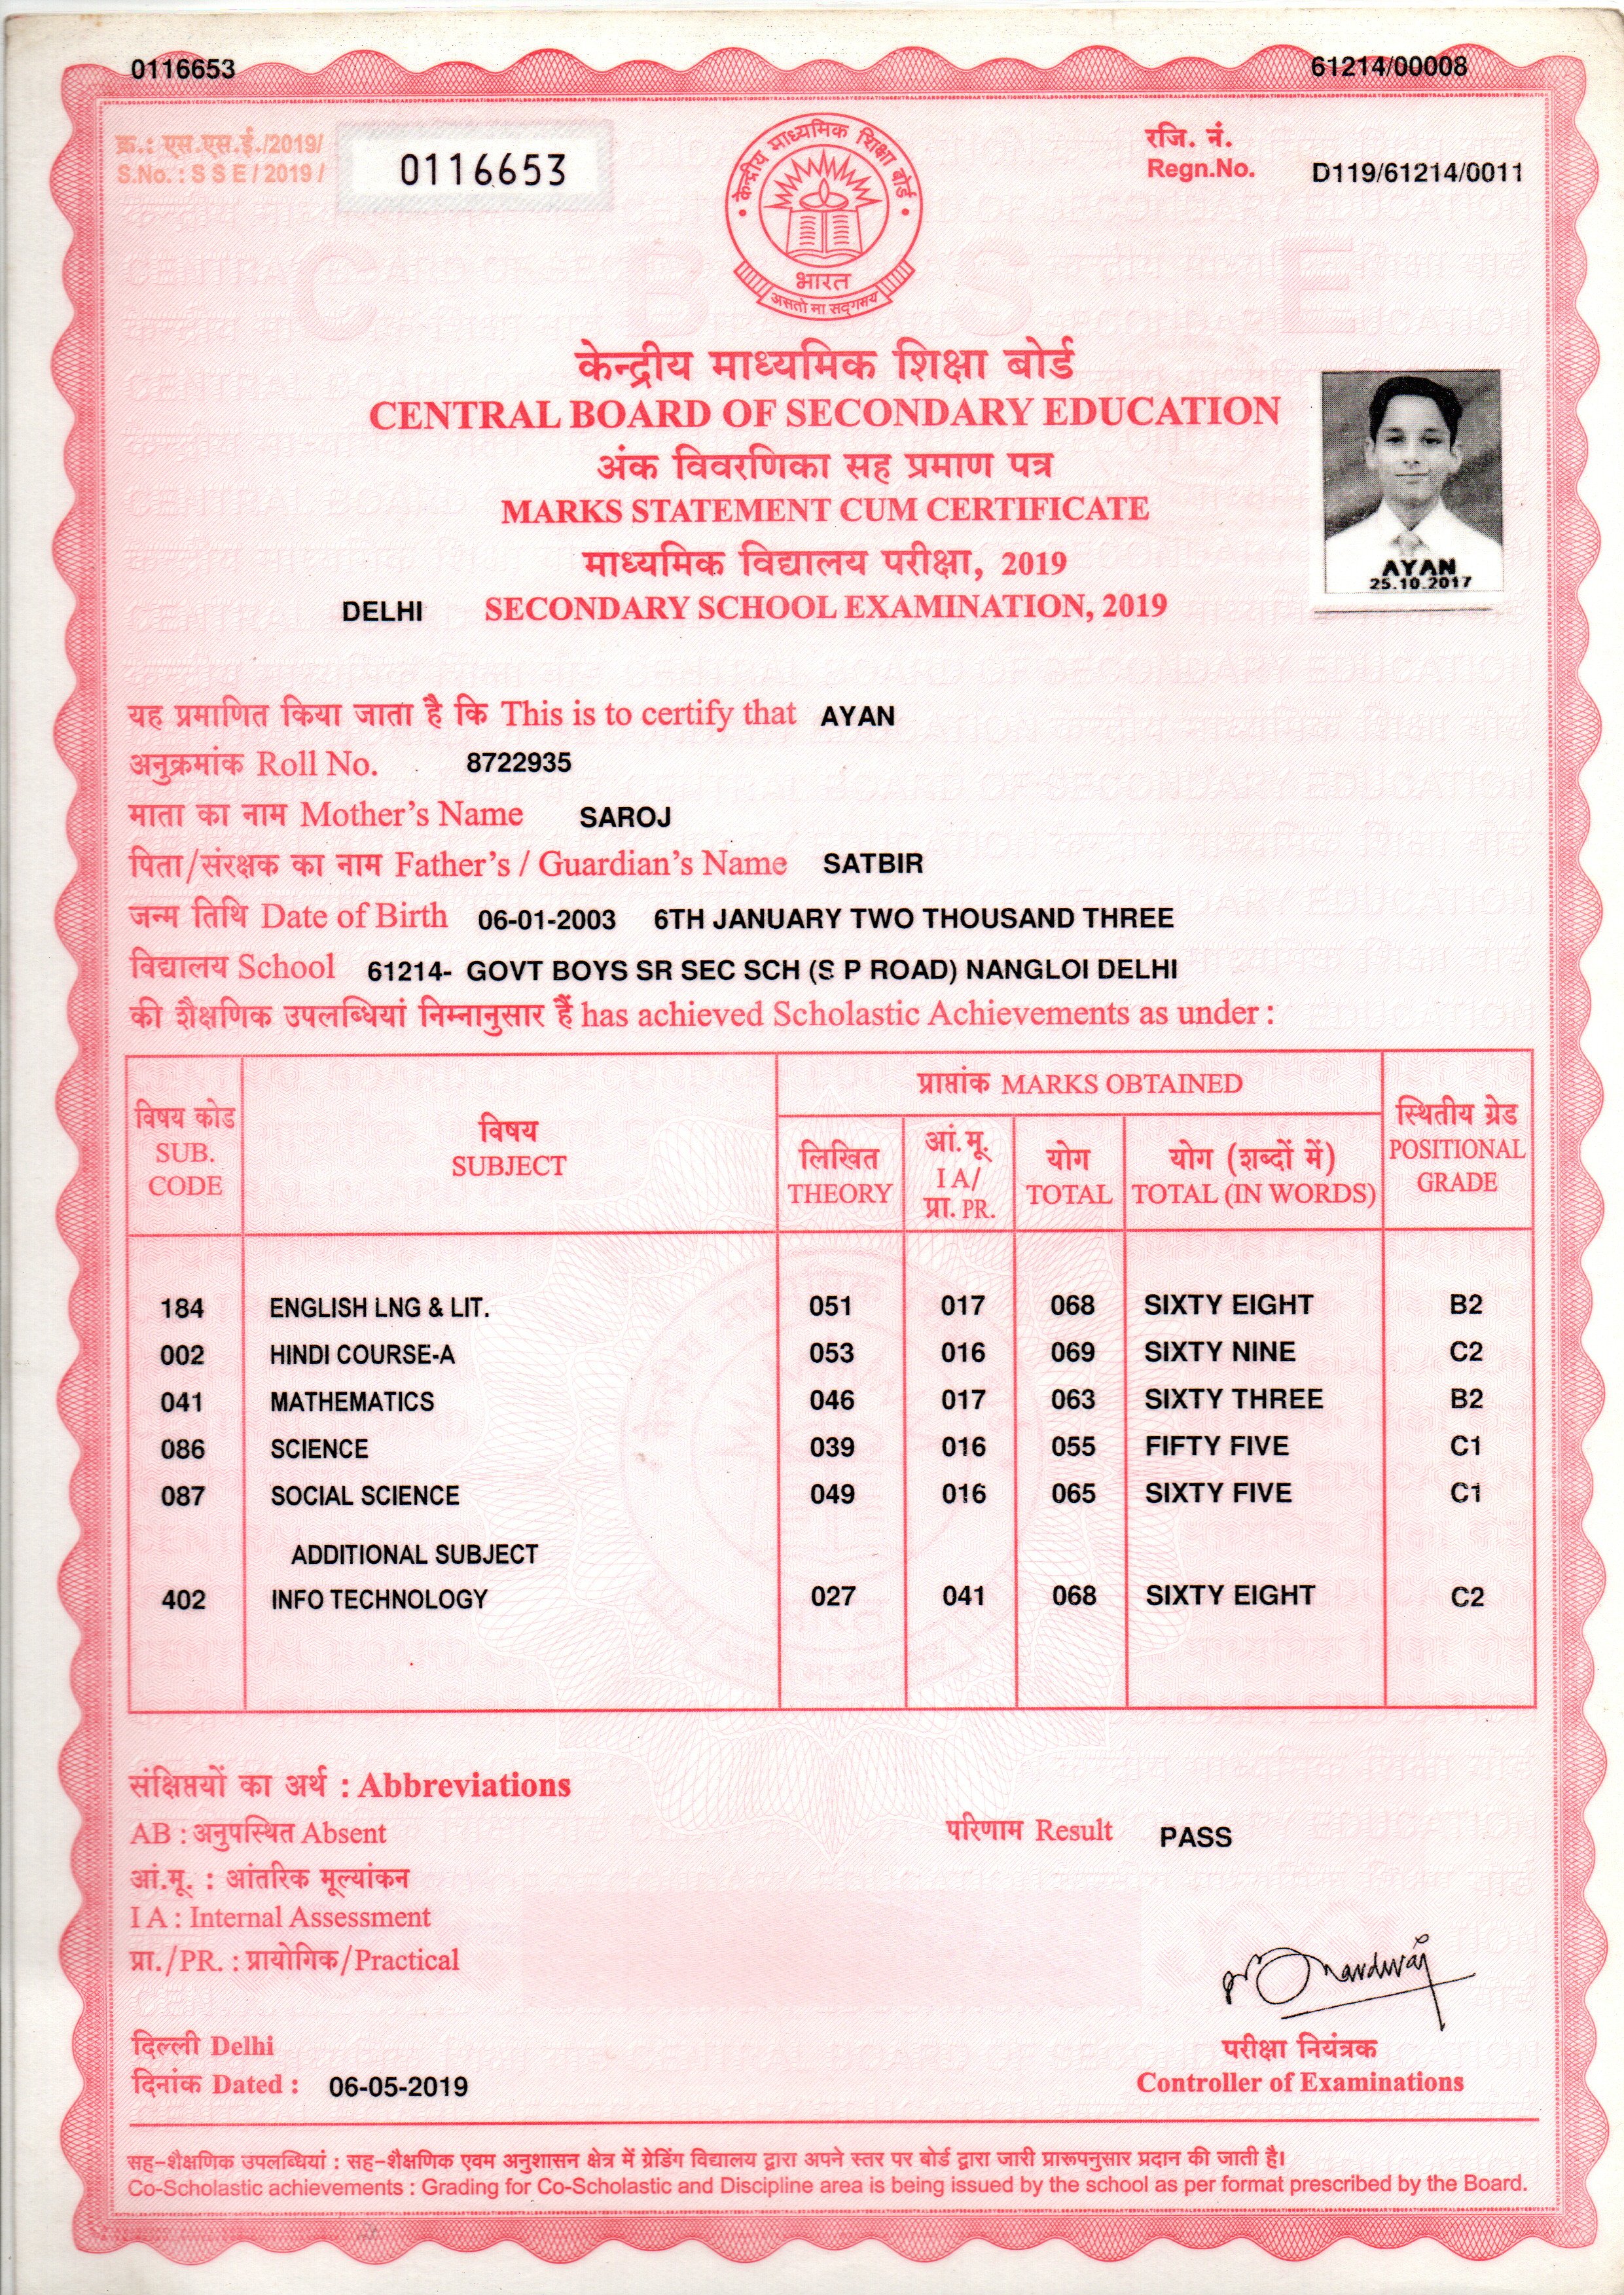 0116653
61214/00008
क्र.: एस.एस.ई./2019/
S.No. : S S E / 2019 /
0116653
रजि. नं.
Regn.No. D119/61214/0011
केन्द्रीय माध्यमिक शिक्षा बोर्ड
भारत
असतो मा सद्गमय
C B S E
केन्द्रीय माध्यमिक शिक्षा बोर्ड
CENTRAL BOARD OF SECONDARY EDUCATION
अंक विवरणिका सह प्रमाण पत्र
MARKS STATEMENT CUM CERTIFICATE
माध्यमिक विद्यालय परीक्षा, 2019
DELHI SECONDARY SCHOOL EXAMINATION, 2019
AYAN
25.10.2017
यह प्रमाणित किया जाता है कि This is to certify that AYAN
अनुक्रमांक Roll No. 8722935
माता का नाम Mother's Name SAROJ
पिता/संरक्षक का नाम Father's / Guardian's Name SATBIR
जन्म तिथि Date of Birth 06-01-2003 6TH JANUARY TWO THOUSAND THREE
विद्यालय School 61214- GOVT BOYS SR SEC SCH (S P ROAD) NANGLOI DELHI
की शैक्षणिक उपलब्धियां निम्नानुसार हैं has achieved Scholastic Achievements as under :
विषय कोड
SUB.
CODE
विषय
SUBJECT
प्राप्तांक MARKS OBTAINED
लिखित
THEORY
आं.मू.
I A/
प्रा. PR.
योग
TOTAL
योग (शब्दों में)
TOTAL (IN WORDS)
स्थितीय ग्रेड
POSITIONAL
GRADE
184 ENGLISH LNG & LIT. 051 017 068 SIXTY EIGHT B2
002 HINDI COURSE-A 053 016 069 SIXTY NINE C2
041 MATHEMATICS 046 017 063 SIXTY THREE B2
086 SCIENCE 039 016 055 FIFTY FIVE C1
087 SOCIAL SCIENCE 049 016 065 SIXTY FIVE C1
ADDITIONAL SUBJECT
402 INFO TECHNOLOGY 027 041 068 SIXTY EIGHT C2
संक्षिप्तयों का अर्थ : Abbreviations
AB : अनुपस्थित Absent
परिणाम Result PASS
आं.मू. : आंतरिक मूल्यांकन
I A : Internal Assessment
प्रा./PR. : प्रायोगिक/Practical
दिल्ली Delhi
दिनांक Dated : 06-05-2019
परीक्षा नियंत्रक
Controller of Examinations
सह-शैक्षणिक उपलब्धियां : सह-शैक्षणिक एवम अनुशासन क्षेत्र में ग्रेडिंग विद्यालय द्वारा अपने स्तर पर बोर्ड द्वारा जारी प्रारूपनुसार प्रदान की जाती है।
Co-Scholastic achievements : Grading for Co-Scholastic and Discipline area is being issued by the school as per format prescribed by the Board.